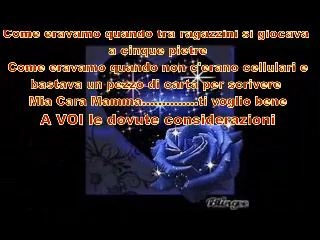 Come eravamo quando tra ragazzini si giocava
a cinque pietre
Come eravamo quando non c'erano cellulari e
bastava un pezzo di carta per scrivere
Mia Cara Mamma.............ti voglio bene
A VOI le dovute considerazioni
Blingee